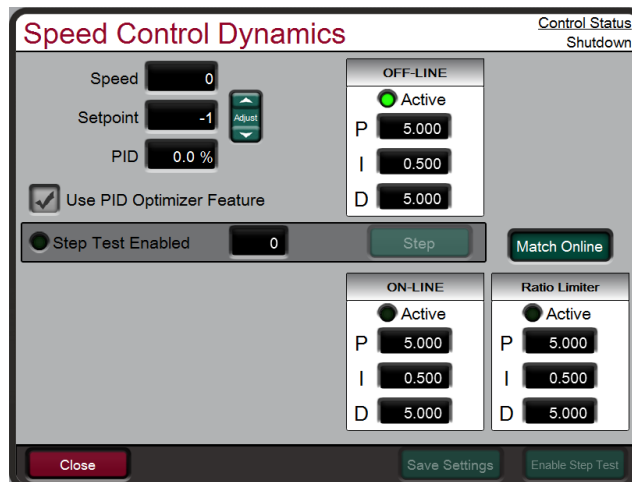 Speed Control Dynamics
Control Status
Shutdown
Speed 0
Setpoint -1
Adjust
PID 0.0 %
Use PID Optimizer Feature
OFF-LINE
Active
P 5.000
I 0.500
D 5.000
Step Test Enabled 0 Step
Match Online
ON-LINE
Active
P 5.000
I 0.500
D 5.000
Ratio Limiter
Active
P 5.000
I 0.500
D 5.000
Close Save Settings Enable Step Test